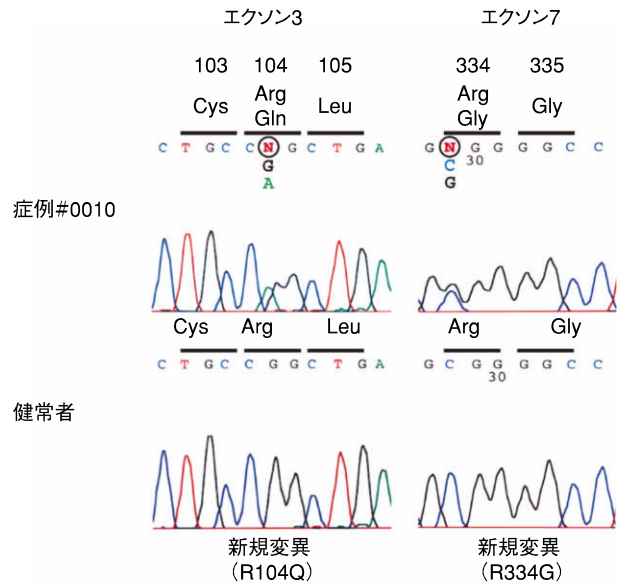 エクソン3 エクソン7
103 104 105 334 335
Cys Arg Leu Arg Gly
Gln Gly
C T G C C N G C T G A G N G G G G C C
30
G C
A G
症例#0010
Cys Arg Leu Arg Gly
C T G C C G G C T G A G C G G G G C C
30
健常者
新規変異 新規変異
（R104Q） （R334G）